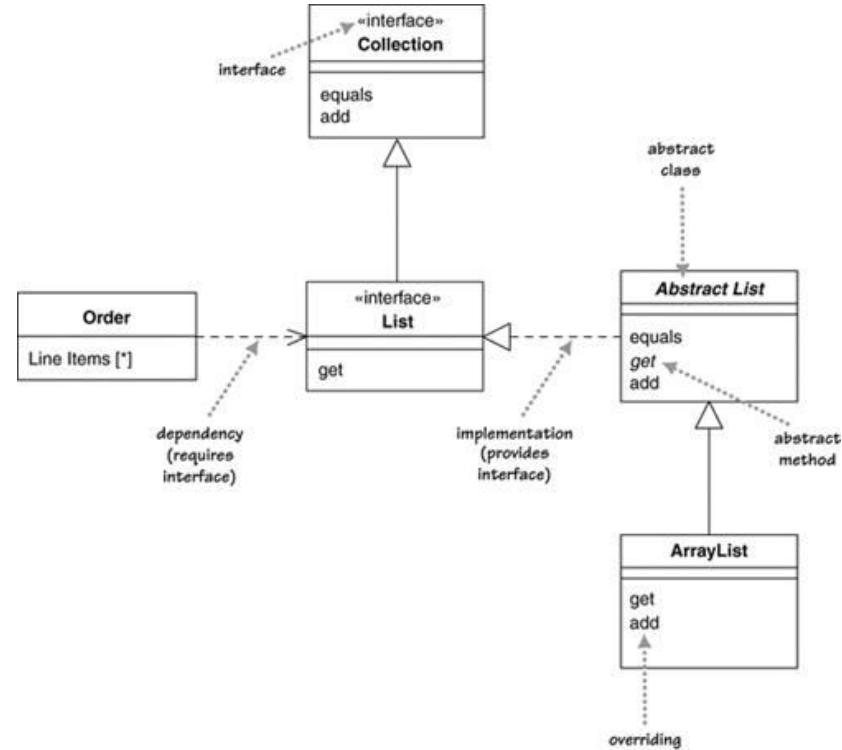 «interface»
Collection
interface
equals
add
abstract
class
Order
Line Items [*]
«interface»
List
get
Abstract List
equals
get
add
dependency
(requires
interface)
implementation
(provides
interface)
abstract
method
ArrayList
get
add
overriding